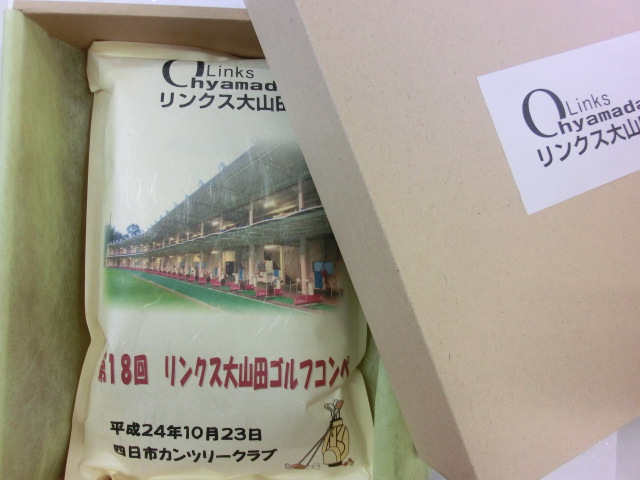 Links
Ohyamad
リンクス大山田
第18回 リンクス大山田ゴルフコンペ
平成24年10月23日
四日市カンツリークラブ
Links
Ohyamada
リンクス大山